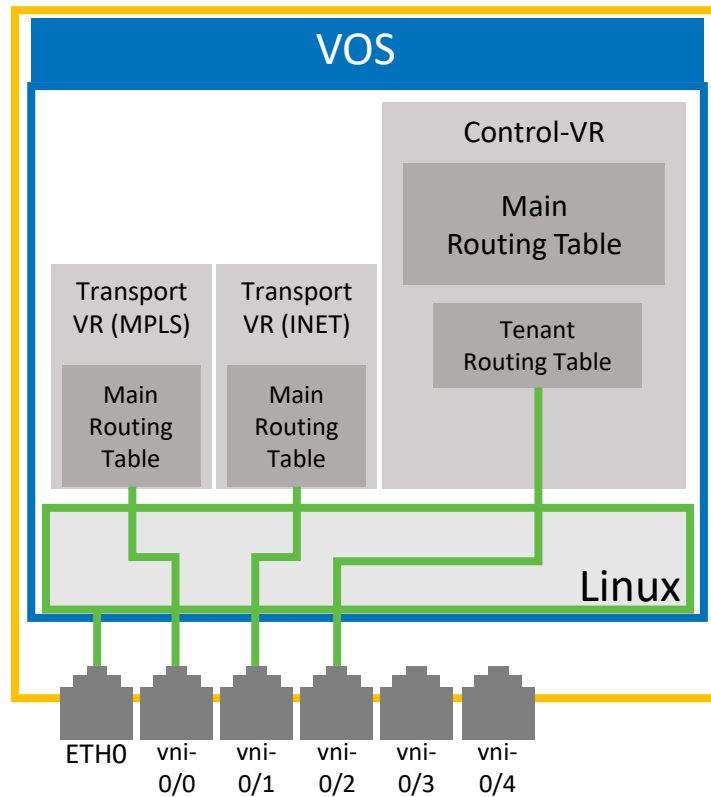 VOS
Control-VR
Main
Routing Table
Tenant
Routing Table
Transport
VR (MPLS)
Main
Routing
Table
Transport
VR (INET)
Main
Routing
Table
Linux
ETH0
vni-
0/0
vni-
0/1
vni-
0/2
vni-
0/3
vni-
0/4